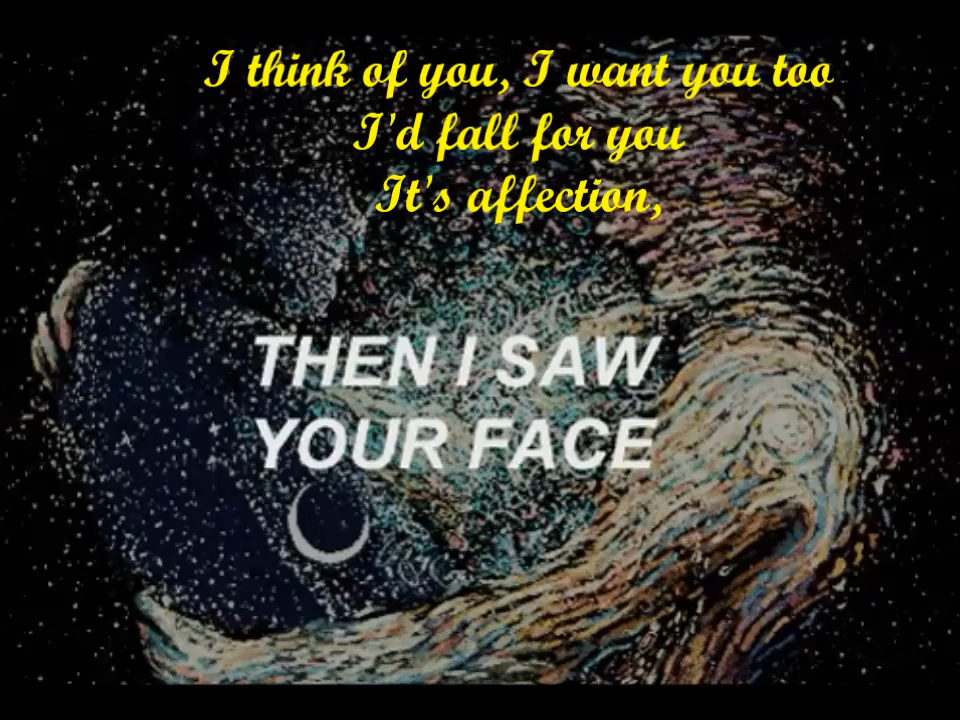 I think of you, I want you too
I'd fall for you
It's affection,
THEN I SAW
YOUR FACE